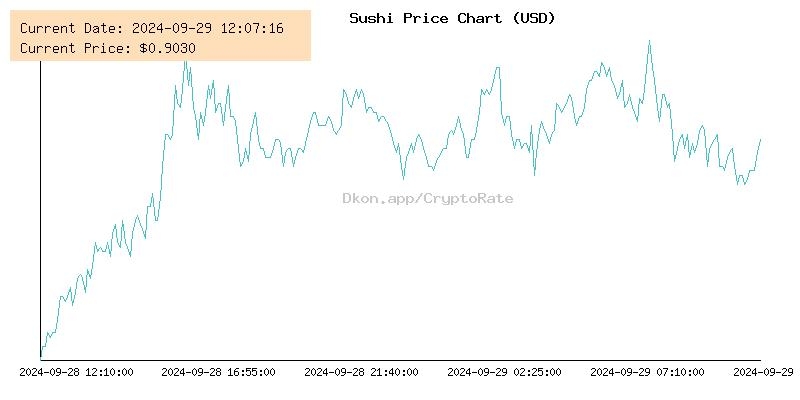 Sushi Price Chart (USD)
Current Date: 2024-09-29 12:07:16
Current Price: $0.9030
Dkon.app/CryptoRate
2024-09-28 12:10:00 2024-09-28 16:55:00 2024-09-28 21:40:00 2024-09-29 02:25:00 2024-09-29 07:10:00 2024-09-29